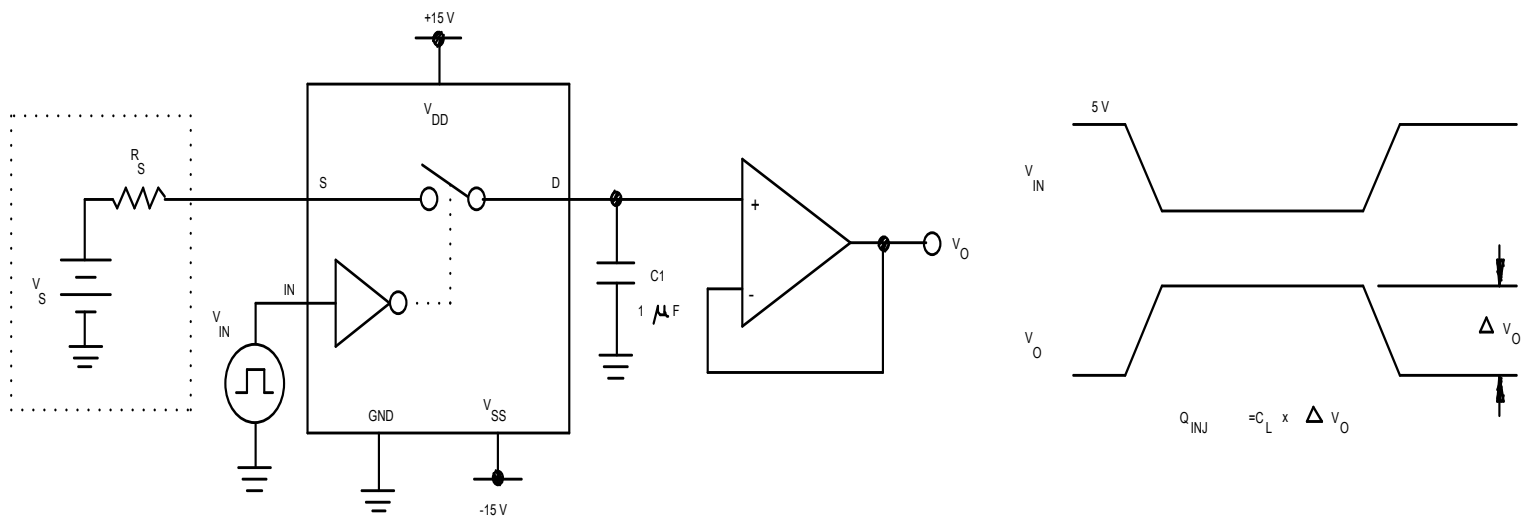 +15 V
V DD
R S
S
D
V S
IN
V IN
+
-
C1
1 μF
V O
GND
V SS
-15 V
5 V
V IN
V O
Δ V O
Q INJ =C L x Δ V O